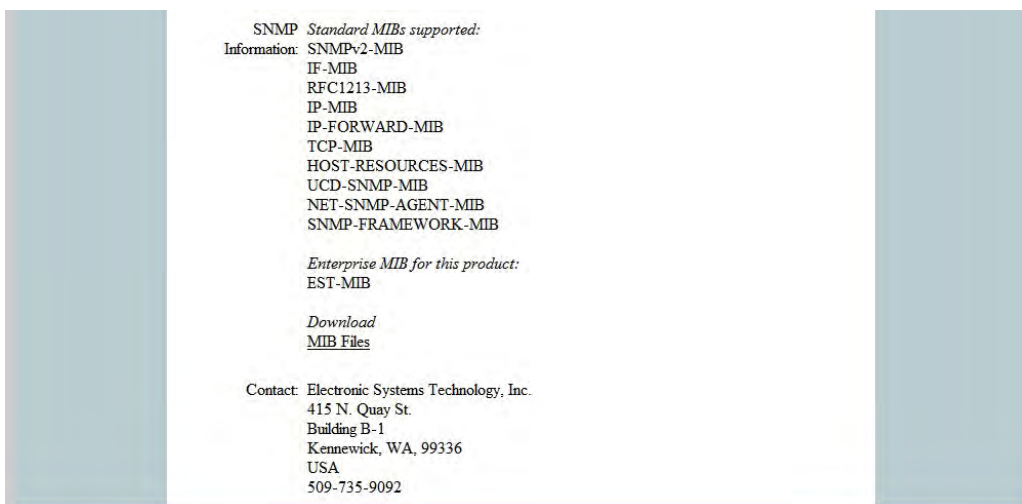 SNMP Standard MIBs supported:
Information: SNMPv2-MIB
IF-MIB
RFC1213-MIB
IP-MIB
IP-FORWARD-MIB
TCP-MIB
HOST-RESOURCES-MIB
UCD-SNMP-MIB
NET-SNMP-AGENT-MIB
SNMP-FRAMEWORK-MIB
Enterprise MIB for this product:
EST-MIB
Download
MIB Files
Contact: Electronic Systems Technology, Inc.
415 N. Quay St.
Building B-1
Kennewick, WA, 99336
USA
509-735-9092